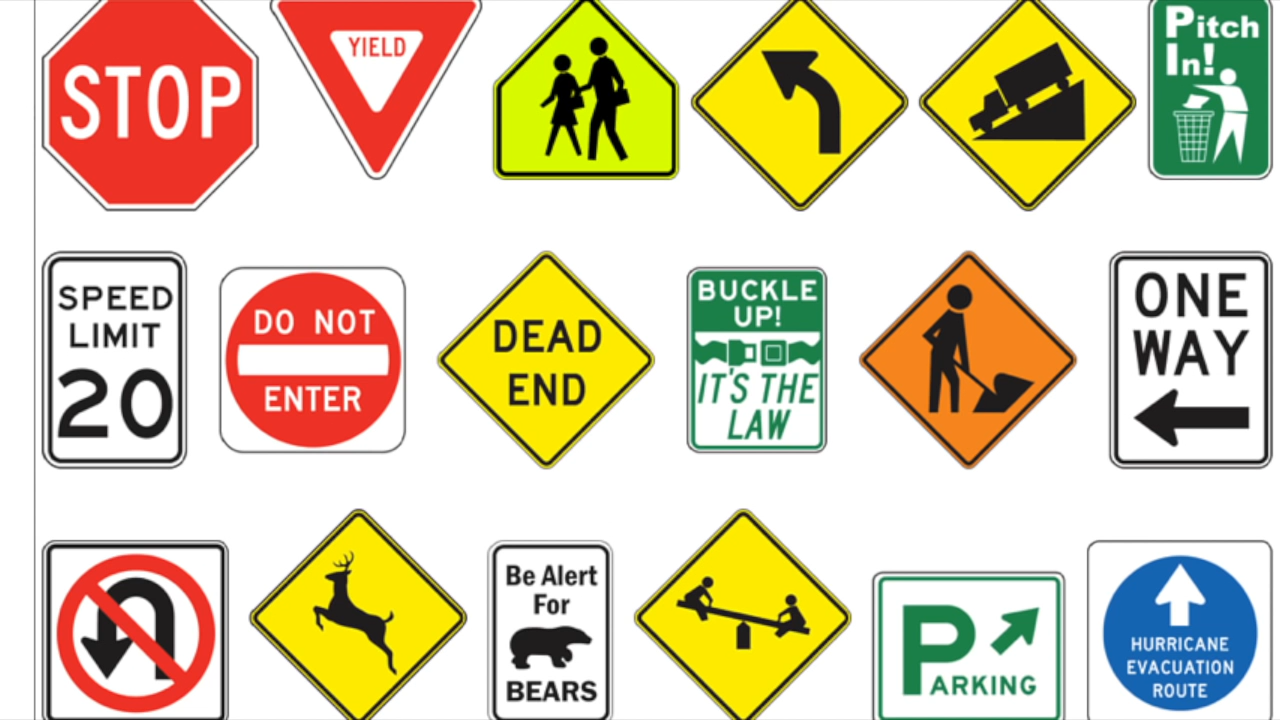 STOP
YIELD
Pitch
In!
SPEED
LIMIT
20
DO NOT
ENTER
DEAD
END
BUCKLE
UP!
IT'S THE
LAW
ONE
WAY
Be Alert
For
BEARS
PARKING
HURRICANE
EVACUATION
ROUTE